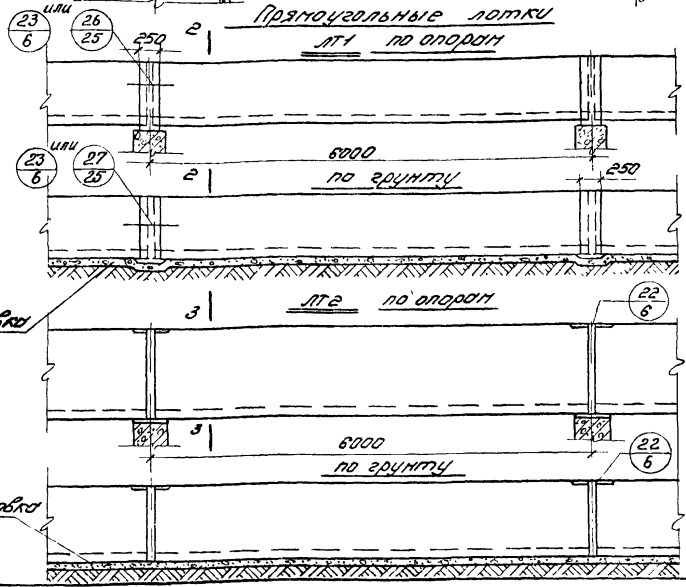 Прямоугольные лотки
ЛТ1 по опорам
23
6
или
26
25
250
2
6000
23
6
или
27
25
2
по грунту
250
3
ЛТ2 по опорам
22
6
3
6000
по грунту
22
6